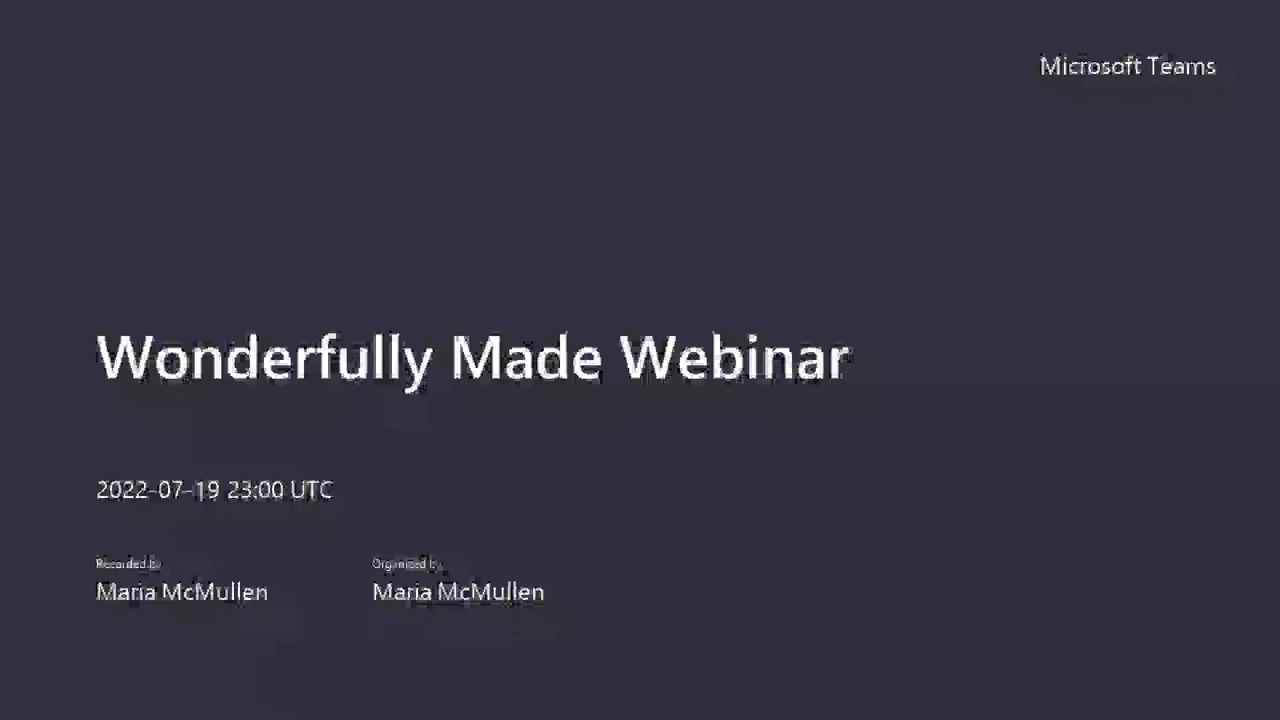 Microsoft Teams
Wonderfully Made Webinar
2022-07-19 23:00 UTC
Recorded by
Organized by
Maria McMullen
Maria McMullen